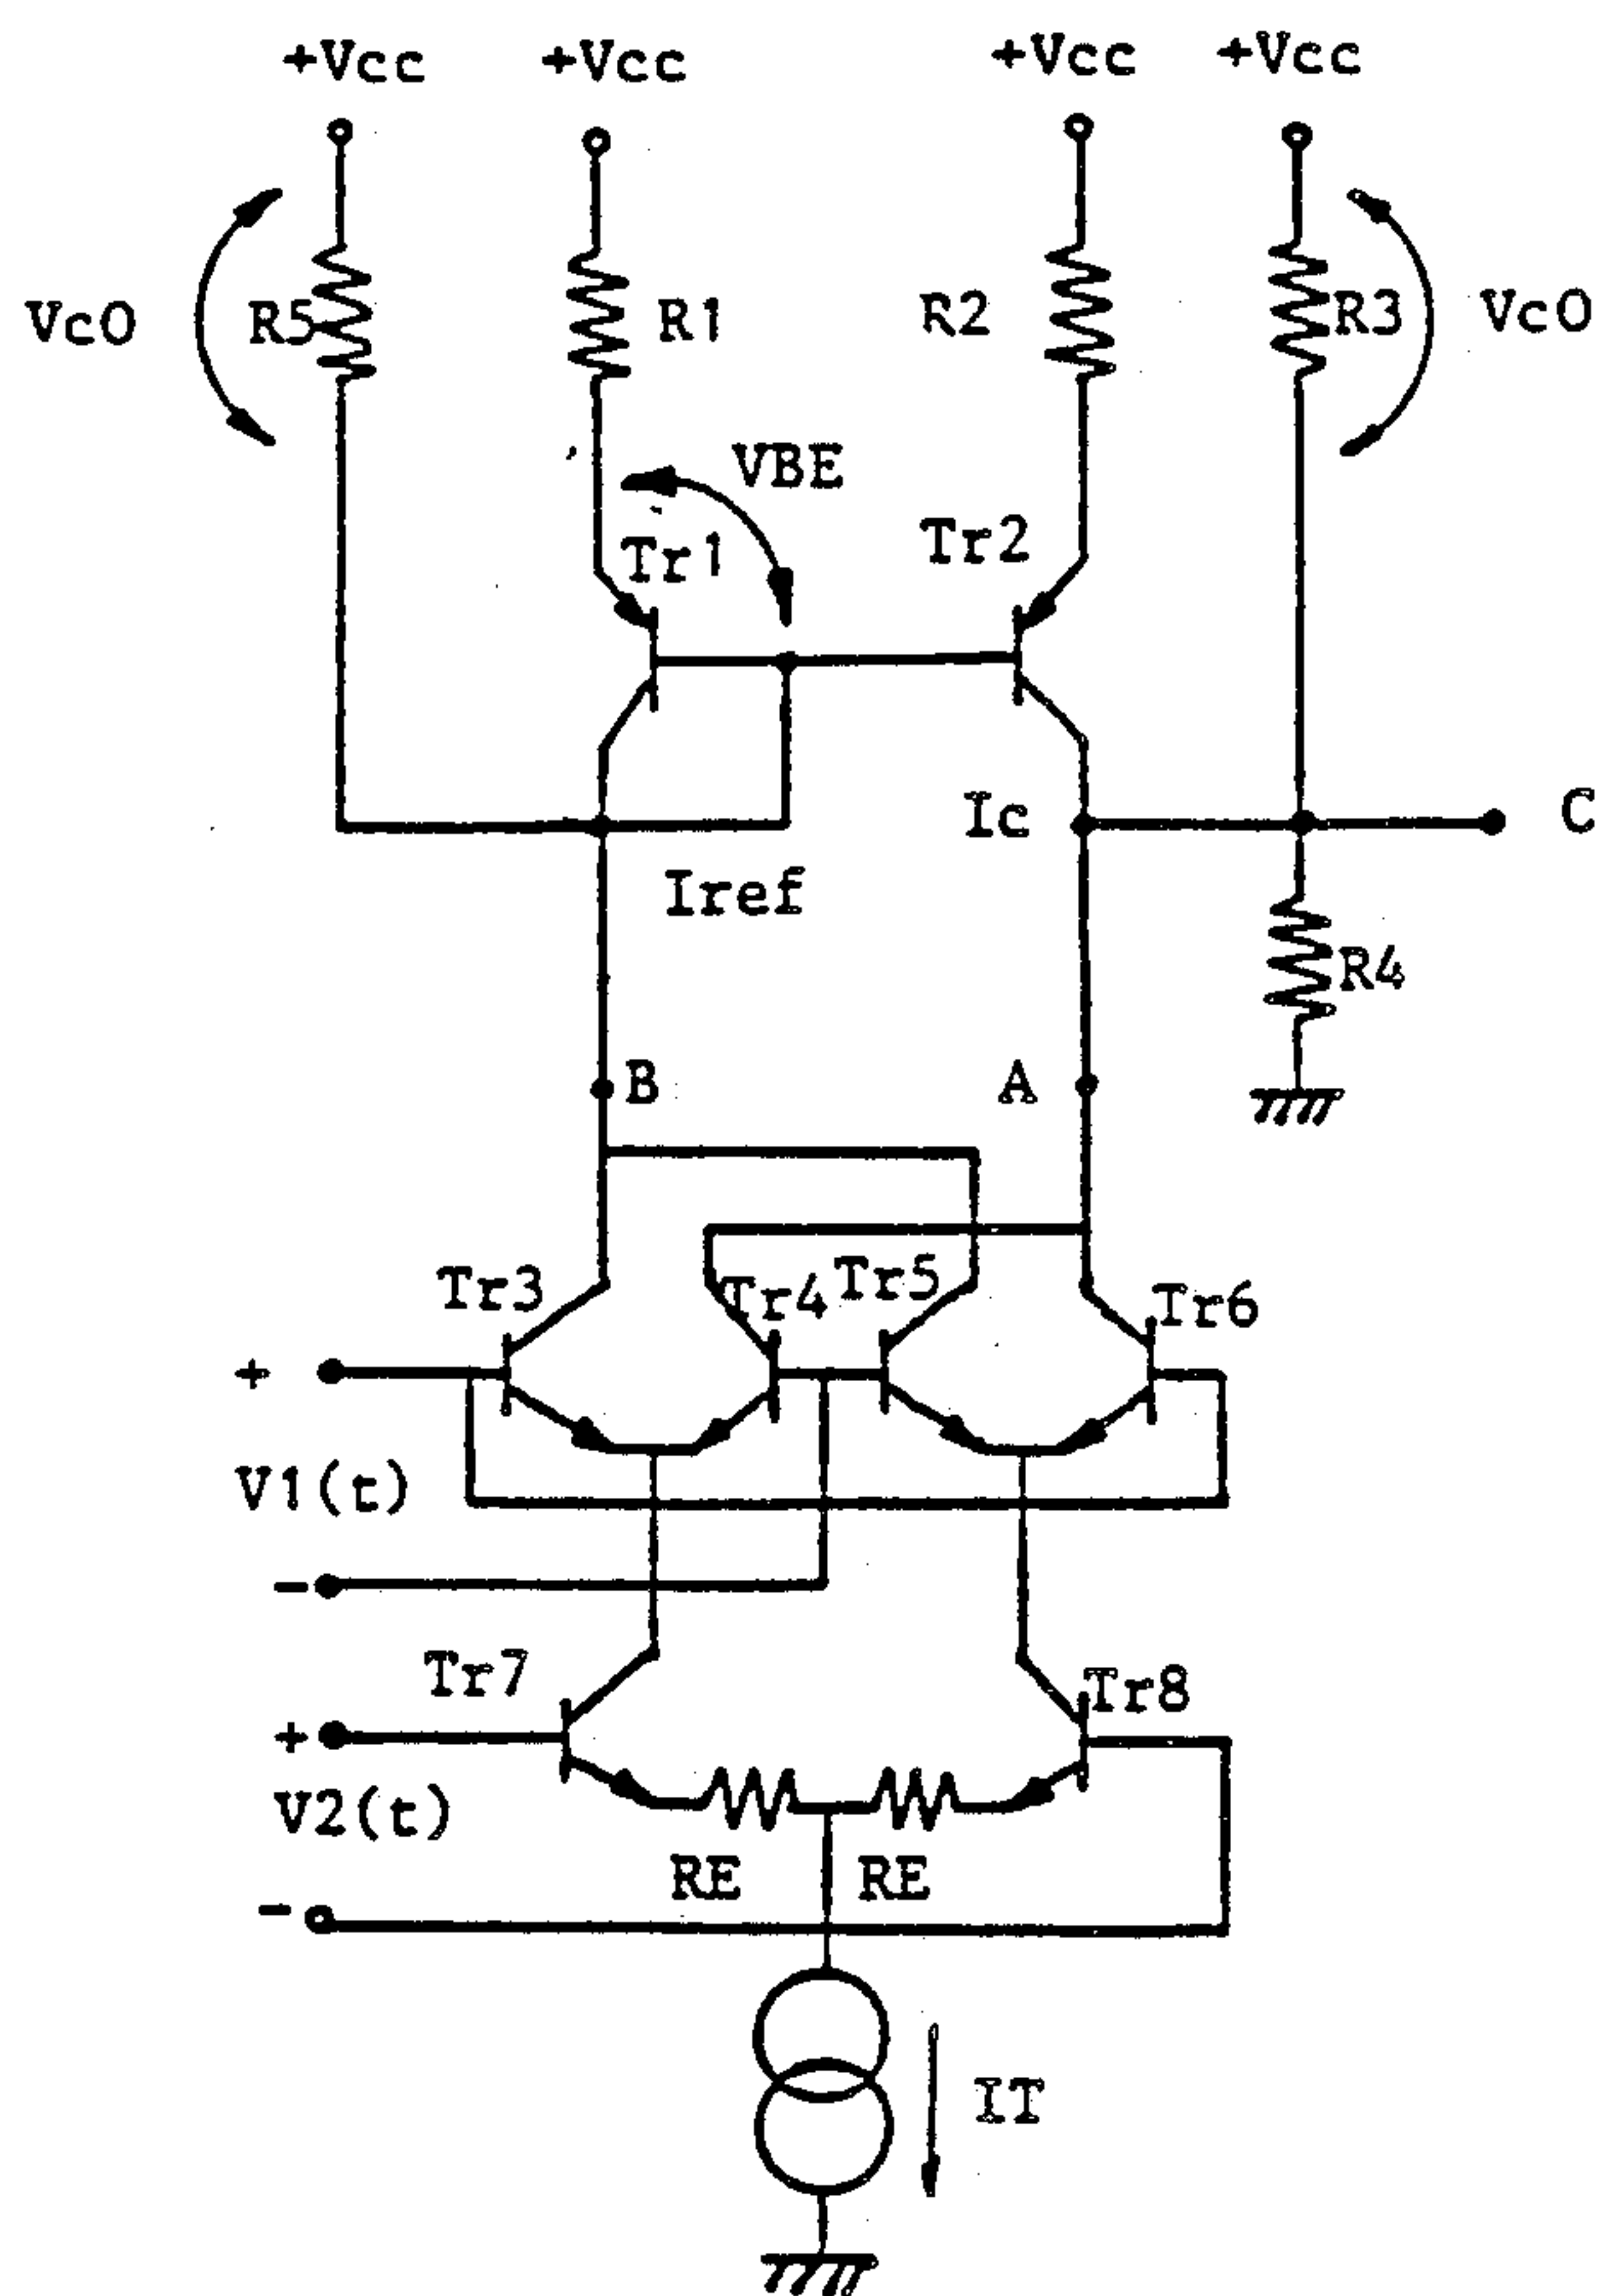 +Vcc +Vcc +Vcc +Vcc
VcO R5 R1 R2 R3 VcO
VBE
Tr1 Tr2
Ic C
Iref
R4
B A
Tr3 Tr4 Tr5 Tr6
+
V1(t)
-
Tr7 Tr8
+
V2(t)
RE RE
-
IT